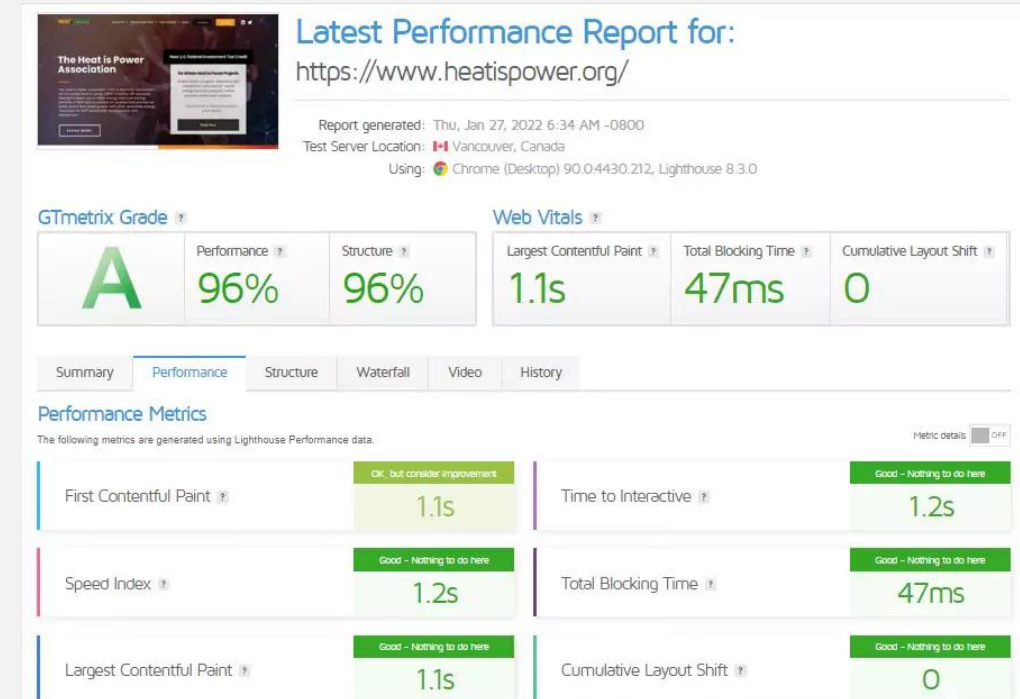 The Heat is Power
Association
Latest Performance Report for:
https://www.heatispower.org/
Report generated: Thu, Jan 27, 2022 6:34 AM -0800
Test Server Location: Vancouver, Canada
Using: Chrome (Desktop) 90.0.4430.212, Lighthouse 8.3.0
GTmetrix Grade ?
Web Vitals ?
A
Performance ?
96%
Structure ?
96%
Largest Contentful Paint ?
1.1s
Total Blocking Time ?
47ms
Cumulative Layout Shift ?
0
Summary Performance Structure Waterfall Video History
Performance Metrics
The following metrics are generated using Lighthouse Performance data.
Metric details OFF
First Contentful Paint ?
OK, but consider improvement
1.1s
Time to Interactive ?
Good - Nothing to do here
1.2s
Speed Index ?
Good - Nothing to do here
1.2s
Total Blocking Time ?
Good - Nothing to do here
47ms
Largest Contentful Paint ?
Good - Nothing to do here
1.1s
Cumulative Layout Shift ?
Good - Nothing to do here
0